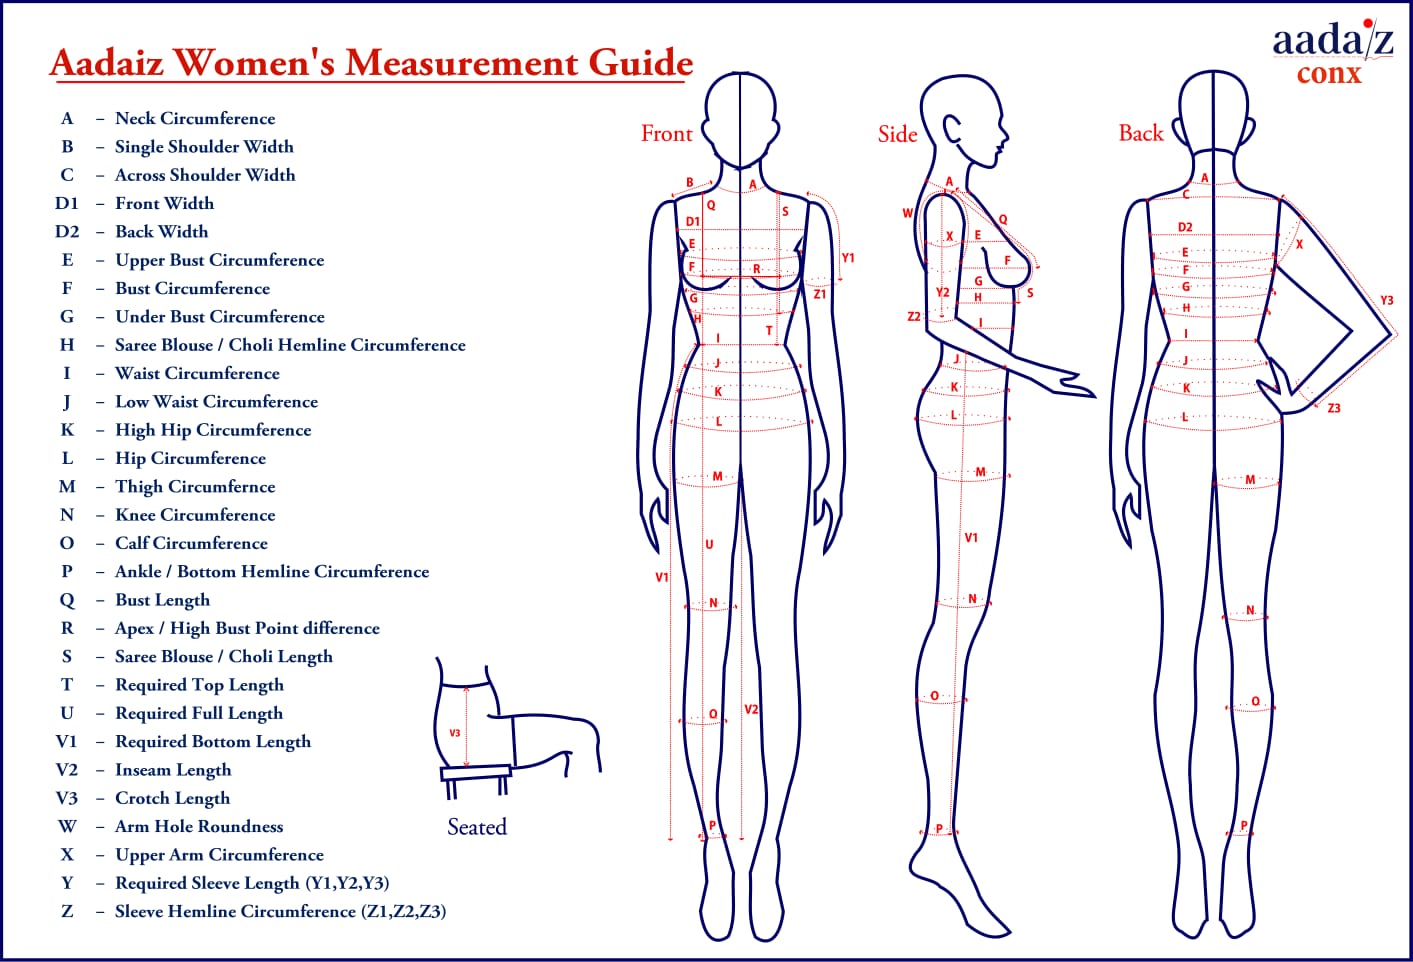 Aadaiz Women's Measurement Guide
aadaiz
conx
A – Neck Circumference
B – Single Shoulder Width
C – Across Shoulder Width
D1 – Front Width
D2 – Back Width
E – Upper Bust Circumference
F – Bust Circumference
G – Under Bust Circumference
H – Saree Blouse / Choli Hemline Circumference
I – Waist Circumference
J – Low Waist Circumference
K – High Hip Circumference
L – Hip Circumference
M – Thigh Circumfernce
N – Knee Circumference
O – Calf Circumference
P – Ankle / Bottom Hemline Circumference
Q – Bust Length
R – Apex / High Bust Point difference
S – Saree Blouse / Choli Length
T – Required Top Length
U – Required Full Length
V1 – Required Bottom Length
V2 – Inseam Length
V3 – Crotch Length
W – Arm Hole Roundness
X – Upper Arm Circumference
Y – Required Sleeve Length (Y1,Y2,Y3)
Z – Sleeve Hemline Circumference (Z1,Z2,Z3)
V3
Seated
Front
B
A
Q
S
D1
E
Y1
F
R
Z1
G
H
T
I
J
K
L
M
U
V1
N
V2
O
P
Side
A
W
Q
X
E
F
G
Y2
H
S
Z2
I
J
K
L
M
V1
N
O
P
Back
A
C
D2
X
E
F
G
Y3
H
I
J
K
Z3
L
M
N
O
P